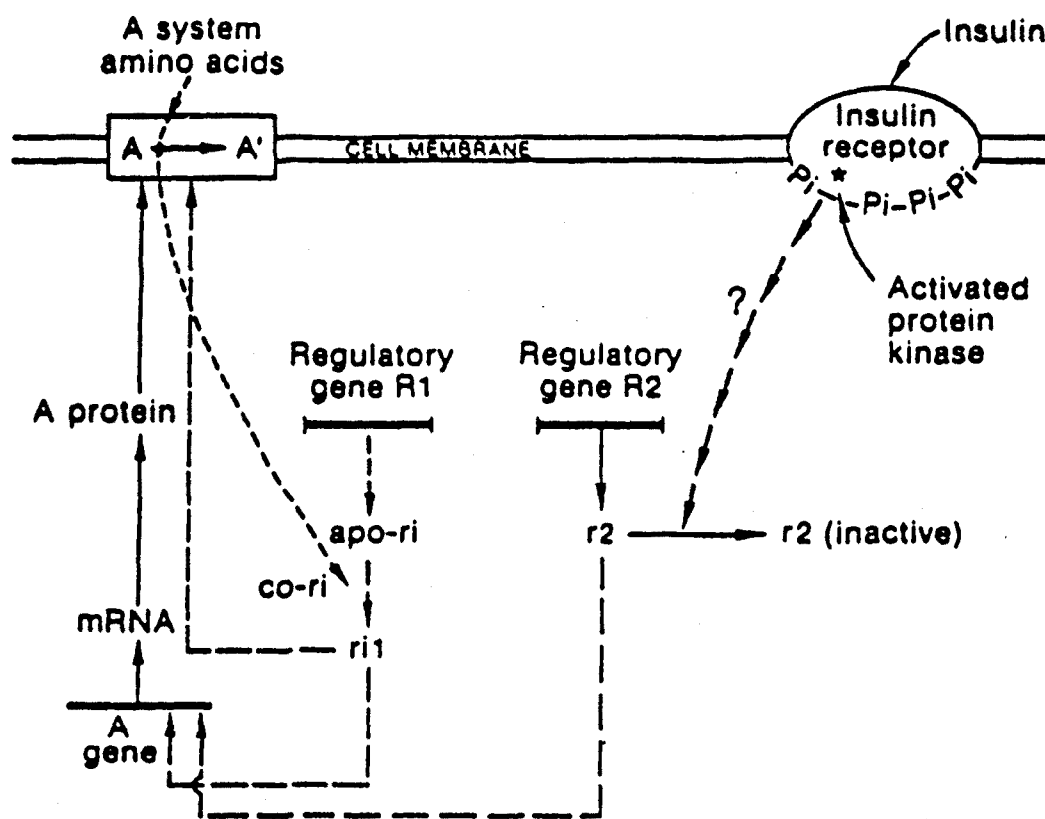 A system
amino acids
Insulin
A A' CELL MEMBRANE
Insulin
receptor
*
Pi-Pi-Pi-Pi
?
Activated
protein
kinase
Regulatory
gene R1
Regulatory
gene R2
A protein
apo-ri
r2
r2 (inactive)
co-ri
mRNA
ri1
A
gene